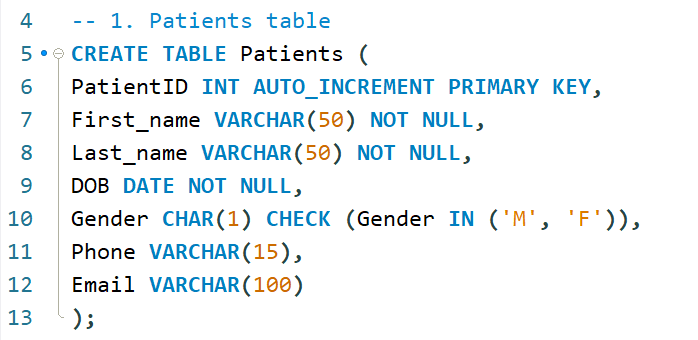 4 -- 1. Patients table
5 CREATE TABLE Patients (
6 PatientID INT AUTO_INCREMENT PRIMARY KEY,
7 First_name VARCHAR(50) NOT NULL,
8 Last_name VARCHAR(50) NOT NULL,
9 DOB DATE NOT NULL,
10 Gender CHAR(1) CHECK (Gender IN ('M', 'F')),
11 Phone VARCHAR(15),
12 Email VARCHAR(100)
13 );